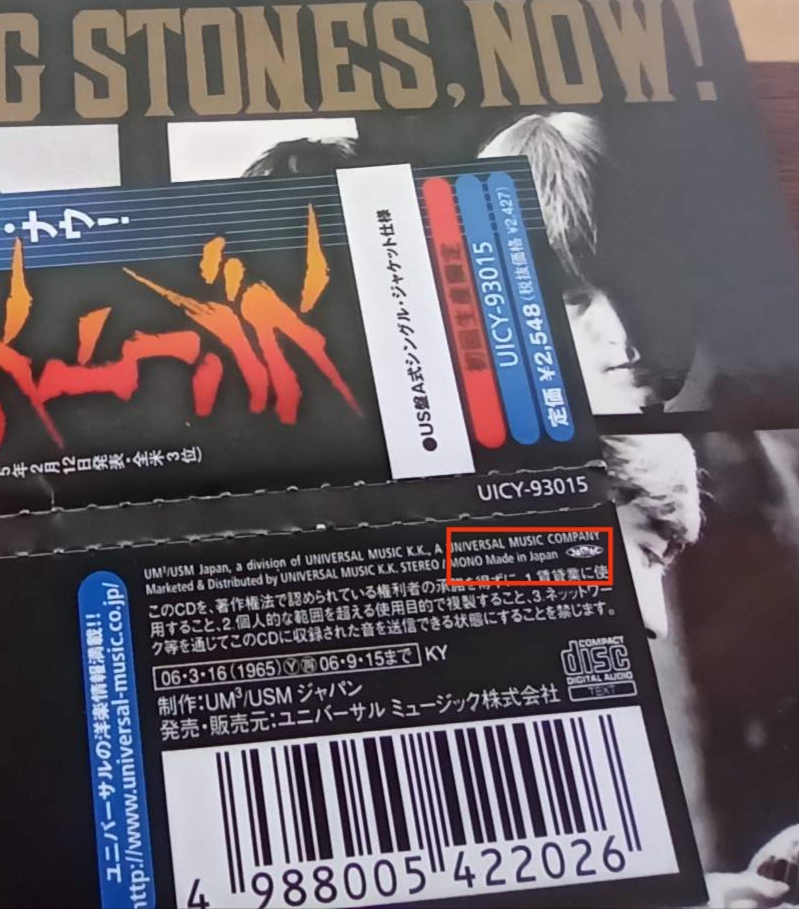 G STONES, NOW!
・ナウ!
5年2月12日発表・全米3位)
●US盤A式シングル・ジャケット仕様
初回生産限定
UICY-93015
定価 ¥2,548(税抜価格 ¥2,427)
UICY-93015
UM³/USM Japan, a division of UNIVERSAL MUSIC K.K., A UNIVERSAL MUSIC COMPANY
Marketed & Distributed by UNIVERSAL MUSIC K.K. STEREO / MONO Made in Japan
このCDを、著作権法で認められている権利者の承諾を得ずに、1.賃貸業に使
用すること、2.個人的な範囲を超える使用目的で複製すること、3.ネットワー
ク等を通じてこのCDに収録された音を送信できる状態にすることを禁じます。
06・3・16(1965)Ⓨ再06・9・15まで KY
制作:UM³/USM ジャパン
発売・販売元:ユニバーサル ミュージック株式会社
COMPACT
disc
DIGITAL AUDIO
TEXT
ユニバーサルの洋楽情報満載!!
http://www.universal-music.co.jp/
4 988005 422026